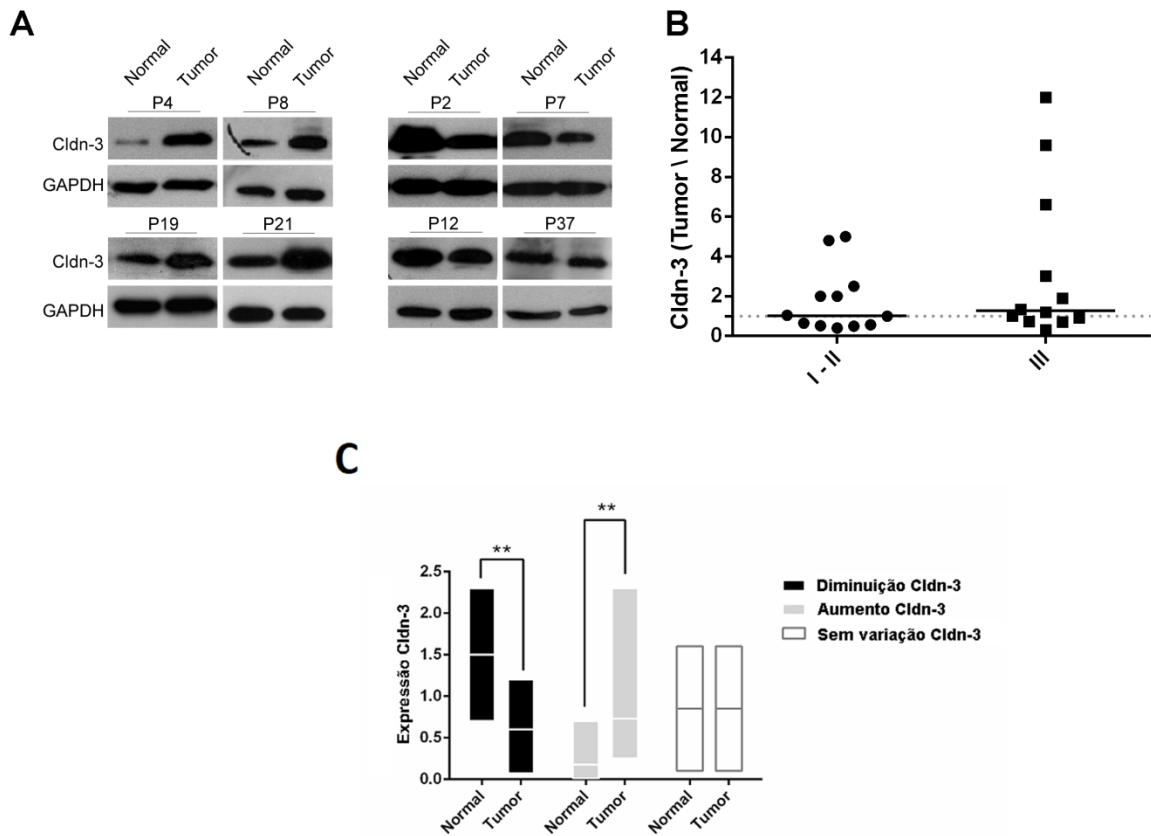 A
Normal Tumor Normal Tumor Normal Tumor Normal Tumor
P4 P8 P2 P7
Cldn-3
GAPDH
P19 P21 P12 P37
Cldn-3
GAPDH
B
Cldn-3 (Tumor \ Normal)
14
12
10
8
6
4
2
0
I - II III
C
** **
Expressão Cldn-3
2.5
2.0
1.5
1.0
0.5
0.0
Normal Tumor Normal Tumor Normal Tumor
Diminuição Cldn-3
Aumento Cldn-3
Sem variação Cldn-3